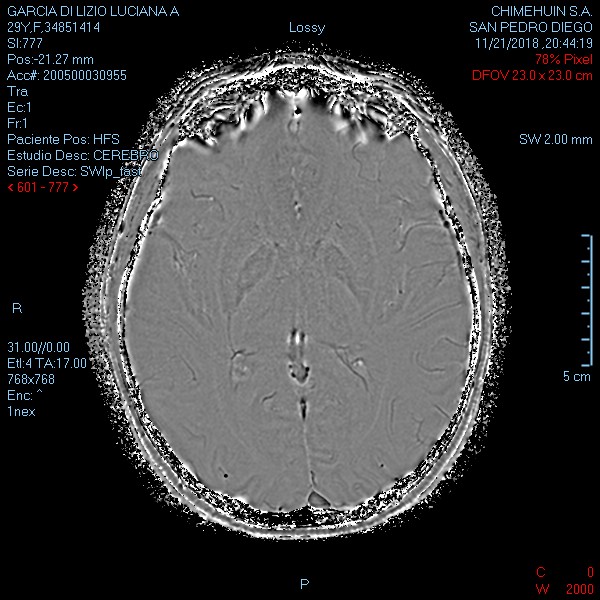 GARCIA DI LIZIO LUCIANA A
29Y,F,34851414
SI:777
Pos:-21.27 mm
Acc#: 200500030955
Tra
Ec:1
Fr:1
Paciente Pos: HFS
Estudio Desc: CEREBRO
Serie Desc: SWIp_fast
< 601 - 777 >
Lossy
CHIMEHUIN S.A.
SAN PEDRO DIEGO
11/21/2018 ,20:44:19
78% Pixel
DFOV 23.0 x 23.0 cm
SW 2.00 mm
R
31.00//0.00
Etl:4 TA:17.00
768x768
Enc: ^
1nex
5 cm
P
C 0
W 2000